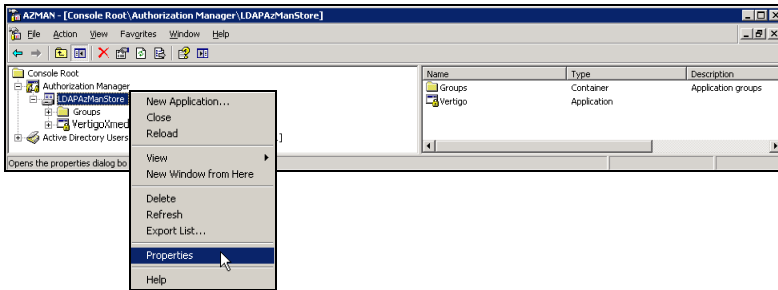 AZMAN - [Console Root\Authorization Manager\LDAPAzManStore]
File Action View Favorites Window Help
Console Root
Authorization Manager
LDAPAzManStore
Groups
VertigoXmed
Active Directory Users
]
Name Type Description
Groups Container Application groups
Vertigo Application
Opens the properties dialog bo
New Application...
Close
Reload
View
New Window from Here
Delete
Refresh
Export List...
Properties
Help